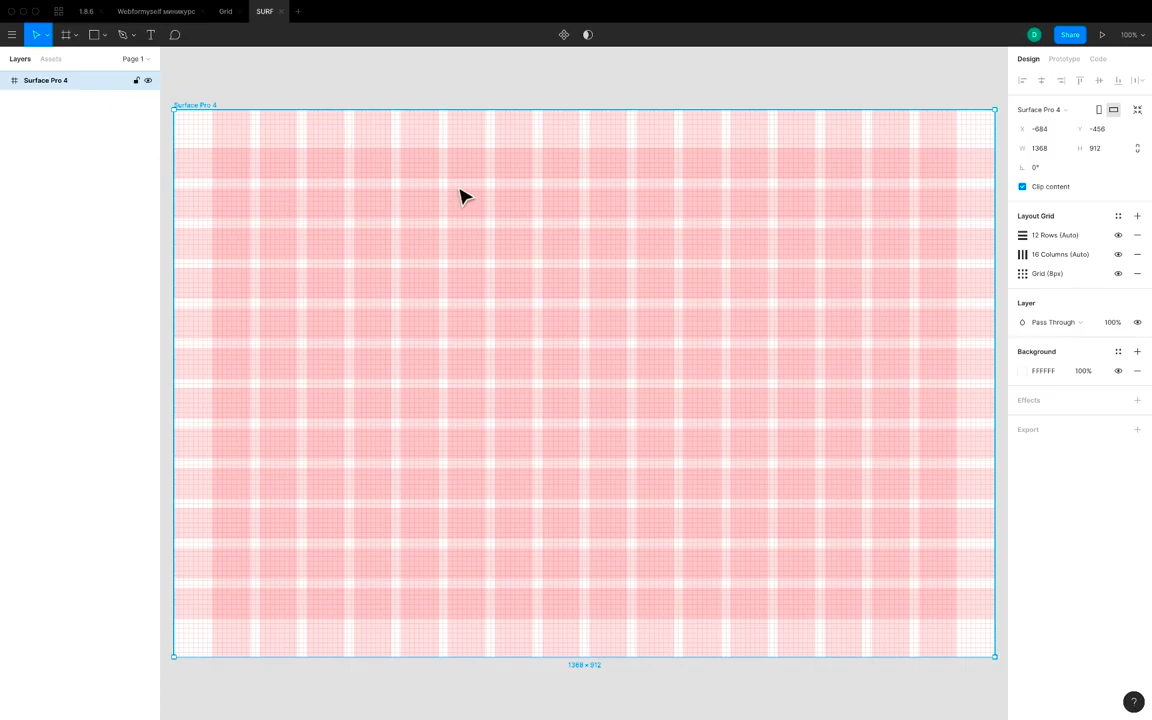 1.8.6 Webformyself миникурс Grid SURF
D Share 100%
Layers Assets Page 1 Design Prototype Code
Surface Pro 4
Surface Pro 4
Surface Pro 4
X -684 Y -456
W 1368 H 912
0°
Clip content
Layout Grid
12 Rows (Auto)
16 Columns (Auto)
Grid (8px)
Layer
Pass Through 100%
Background
FFFFFF 100%
Effects
Export
1368 × 912
?